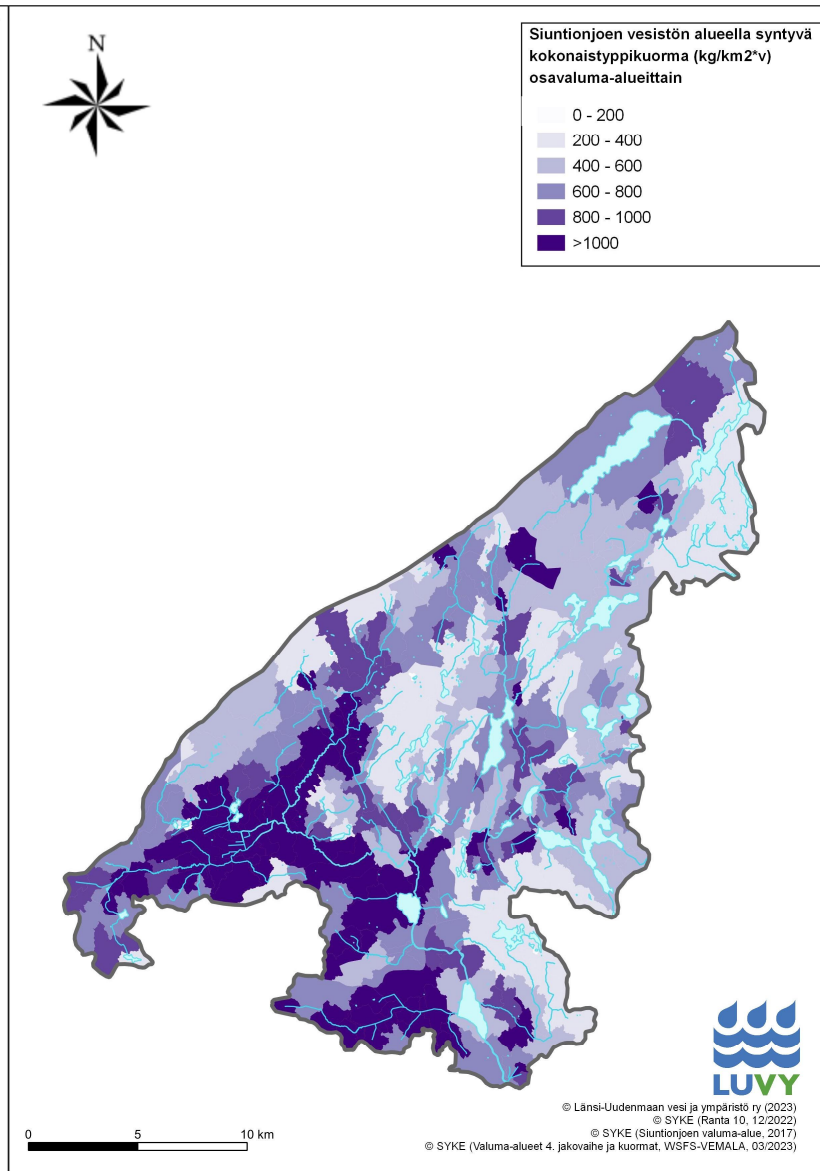 Siuntionjoen vesistön alueella syntyvä
kokonaistyppikuorma (kg/km2*v)
osavaluma-alueittain
N
0 - 200
200 - 400
400 - 600
600 - 800
800 - 1000
>1000
LUVY
© Länsi-Uudenmaan vesi ja ympäristö ry (2023)
© SYKE (Ranta 10, 12/2022)
© SYKE (Siuntionjoen valuma-alue, 2017)
© SYKE (Valuma-alueet 4. jakovaihe ja kuormat, WSFS-VEMALA, 03/2023)
0 5 10 km